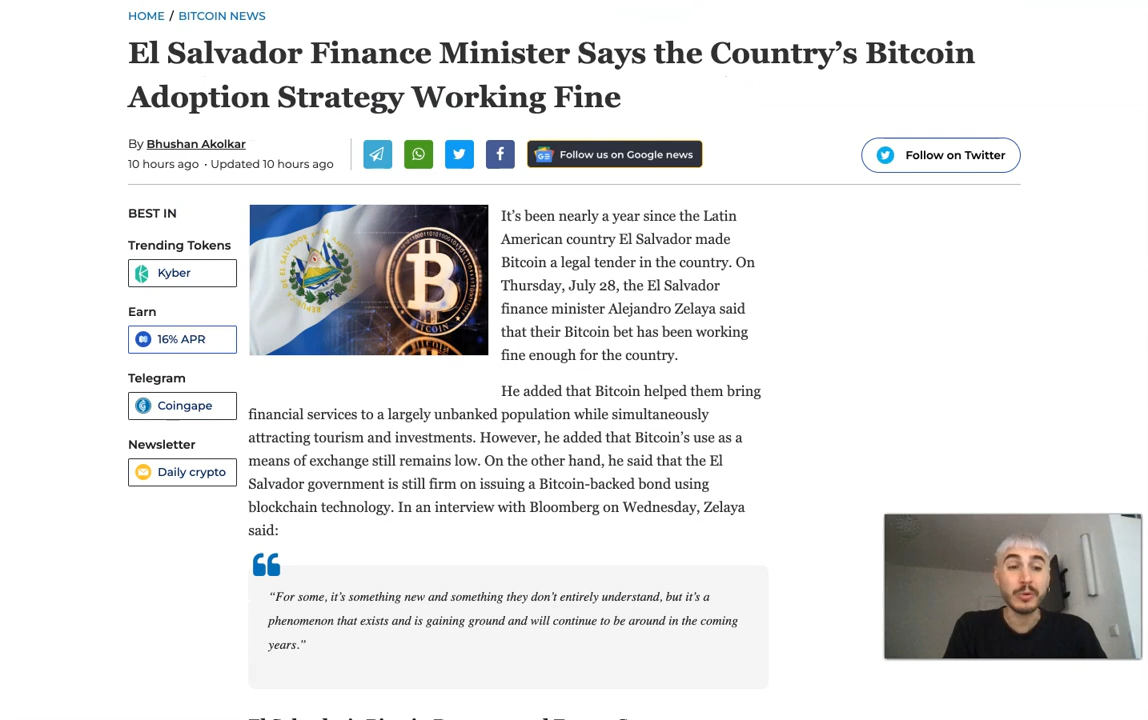 HOME / BITCOIN NEWS
El Salvador Finance Minister Says the Country’s Bitcoin
Adoption Strategy Working Fine
By Bhushan Akolkar
10 hours ago · Updated 10 hours ago
Follow us on Google news
Follow on Twitter
BEST IN
Trending Tokens
Kyber
Earn
16% APR
Telegram
Coingape
Newsletter
Daily crypto
BITCOIN
It’s been nearly a year since the Latin
American country El Salvador made
Bitcoin a legal tender in the country. On
Thursday, July 28, the El Salvador
finance minister Alejandro Zelaya said
that their Bitcoin bet has been working
fine enough for the country.
He added that Bitcoin helped them bring
financial services to a largely unbanked population while simultaneously
attracting tourism and investments. However, he added that Bitcoin’s use as a
means of exchange still remains low. On the other hand, he said that the El
Salvador government is still firm on issuing a Bitcoin-backed bond using
blockchain technology. In an interview with Bloomberg on Wednesday, Zelaya
said:
“For some, it’s something new and something they don’t entirely understand, but it’s a
phenomenon that exists and is gaining ground and will continue to be around in the coming
years.”